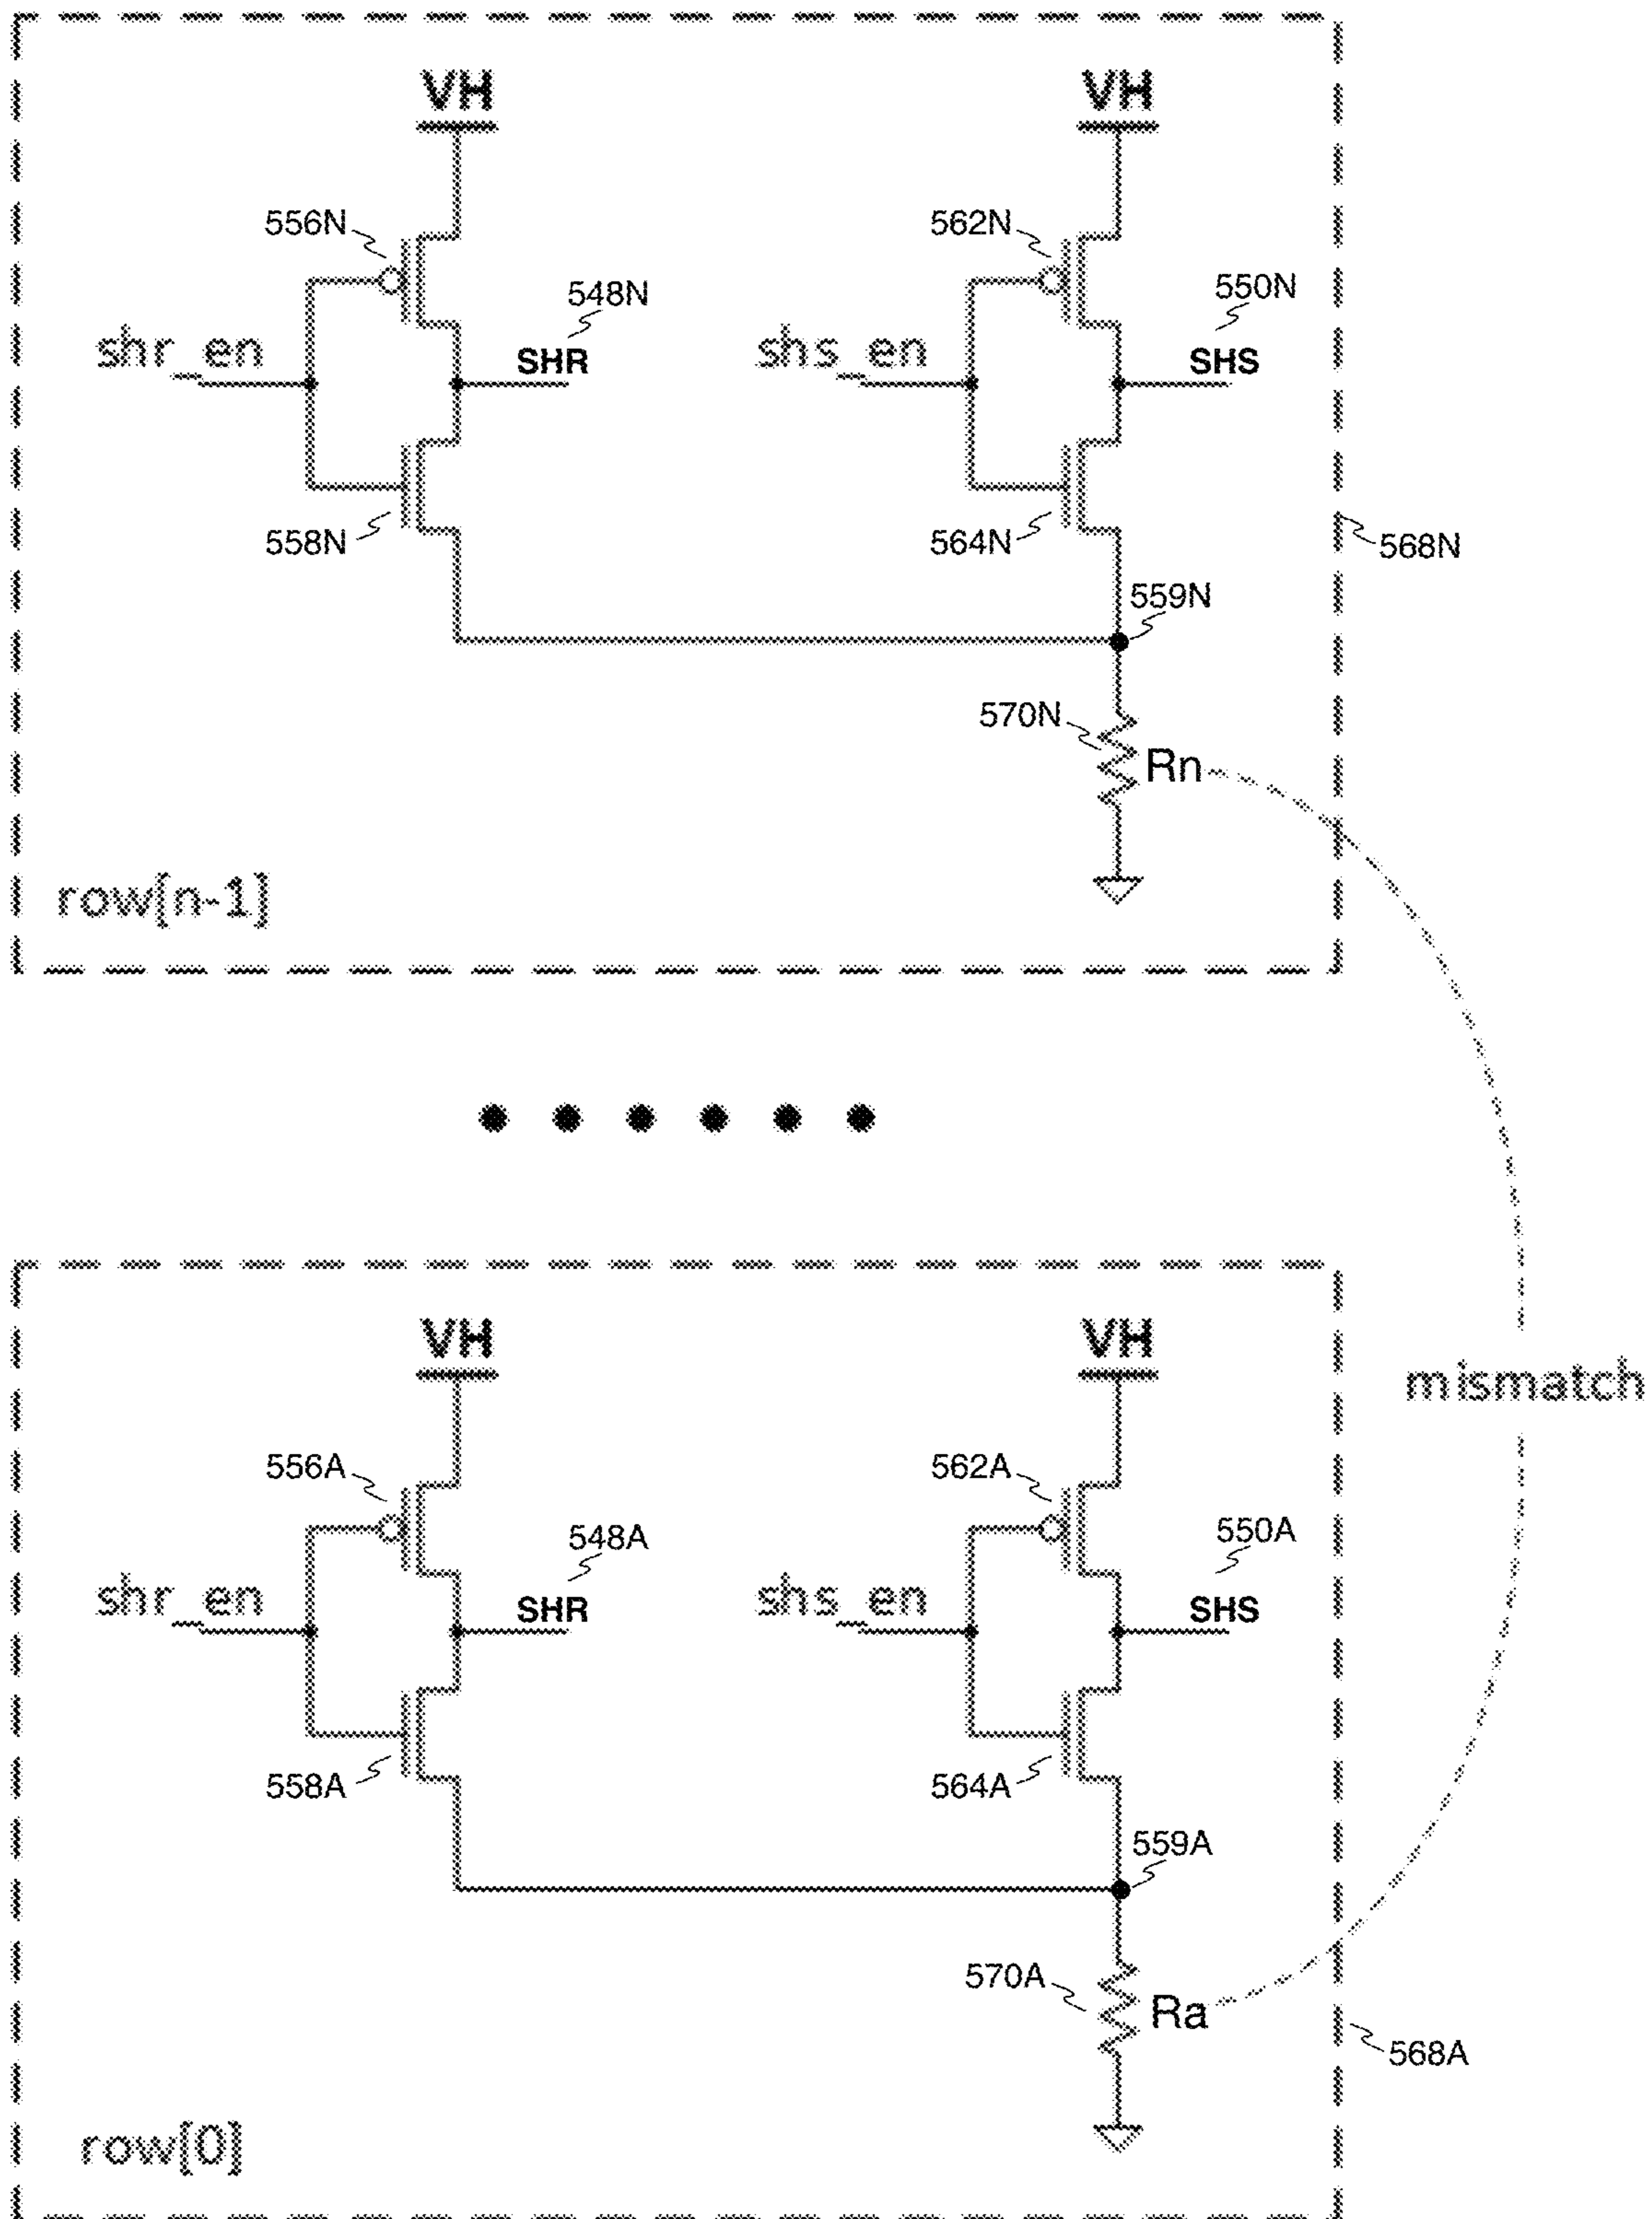 VH VH
556N 562N
548N 550N
shr_en SHR shs_en SHS
558N 564N 568N
559N
570N
Rn
row[n-1]
VH VH
mismatch
556A 562A
548A 550A
shr_en SHR shs_en SHS
558A 564A
559A
570A
Ra
568A
row[0]